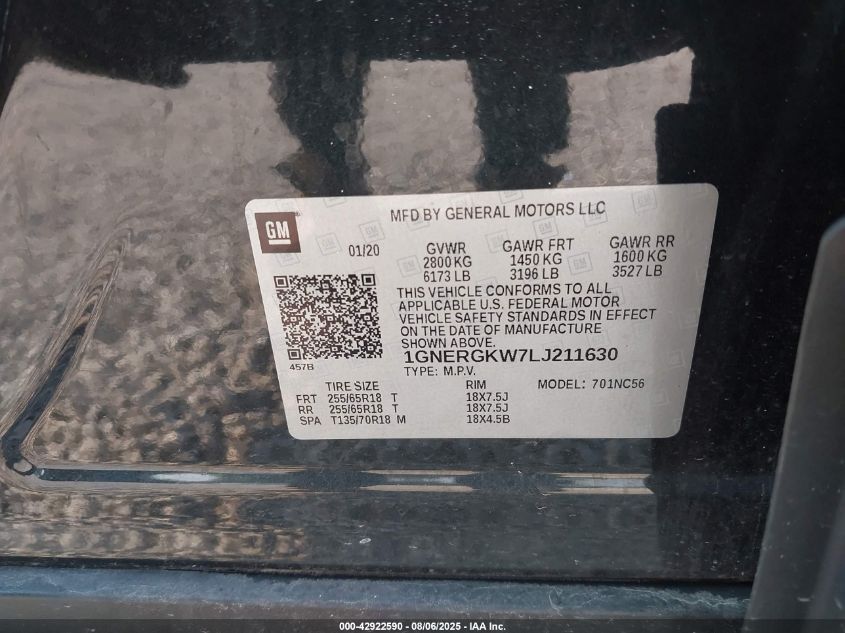 MFD BY GENERAL MOTORS LLC
GM
01/20 GVWR GAWR FRT GAWR RR
2800 KG 1450 KG 1600 KG
6173 LB 3196 LB 3527 LB
THIS VEHICLE CONFORMS TO ALL
APPLICABLE U.S. FEDERAL MOTOR
VEHICLE SAFETY STANDARDS IN EFFECT
ON THE DATE OF MANUFACTURE
SHOWN ABOVE.
1GNERGKW7LJ211630
457B
TYPE: M.P.V. MODEL: 701NC56
TIRE SIZE RIM
FRT 255/65R18 T 18X7.5J
RR 255/65R18 T 18X7.5J
SPA T135/70R18 M 18X4.5B
000-42922590 - 08/06/2025 - IAA Inc.